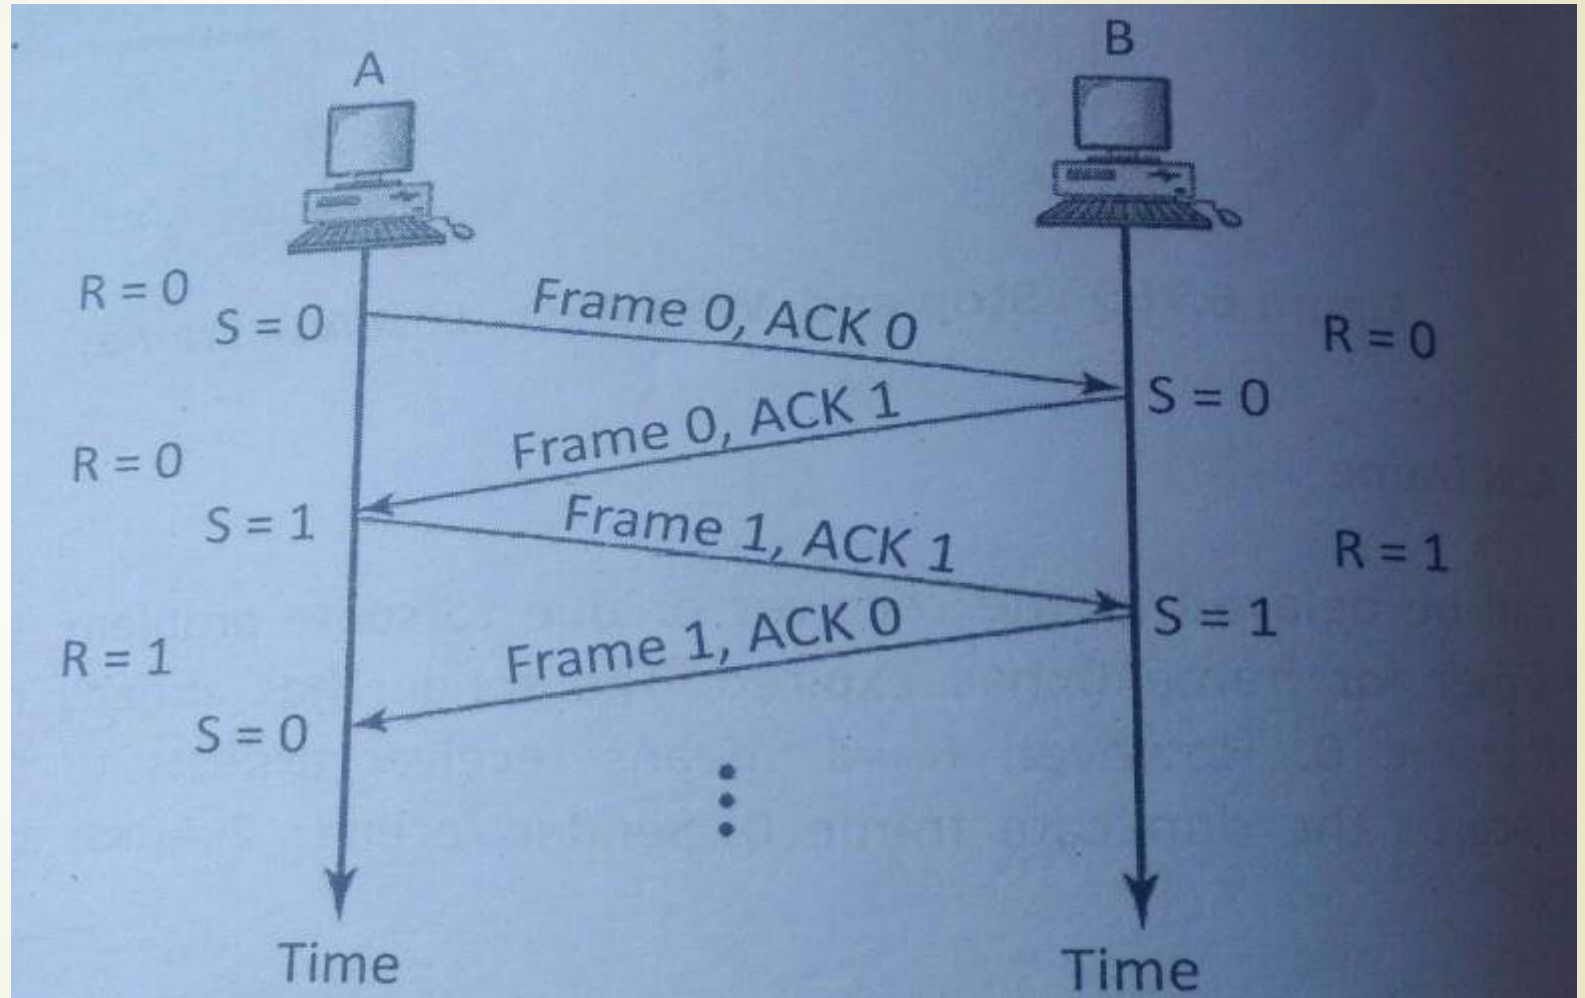 A
B
R = 0
S = 0
Frame 0, ACK 0
R = 0
S = 0
Frame 0, ACK 1
R = 0
S = 1
Frame 1, ACK 1
R = 1
S = 1
Frame 1, ACK 0
R = 1
S = 0
Time
Time